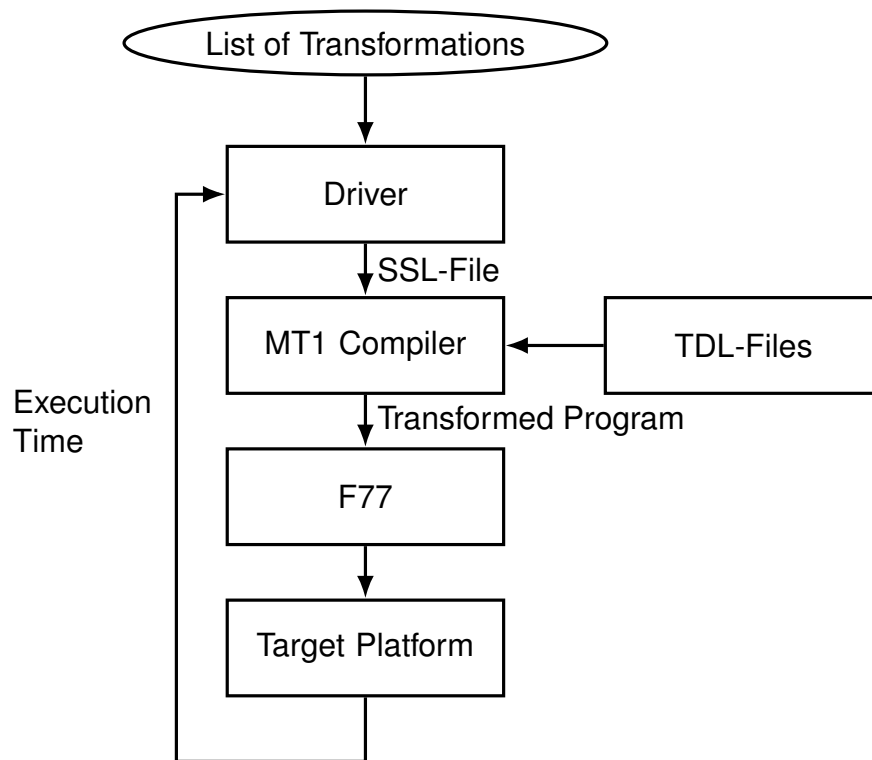 List of Transformations
Driver
SSL-File
MT1 Compiler
TDL-Files
Execution
Time
Transformed Program
F77
Target Platform